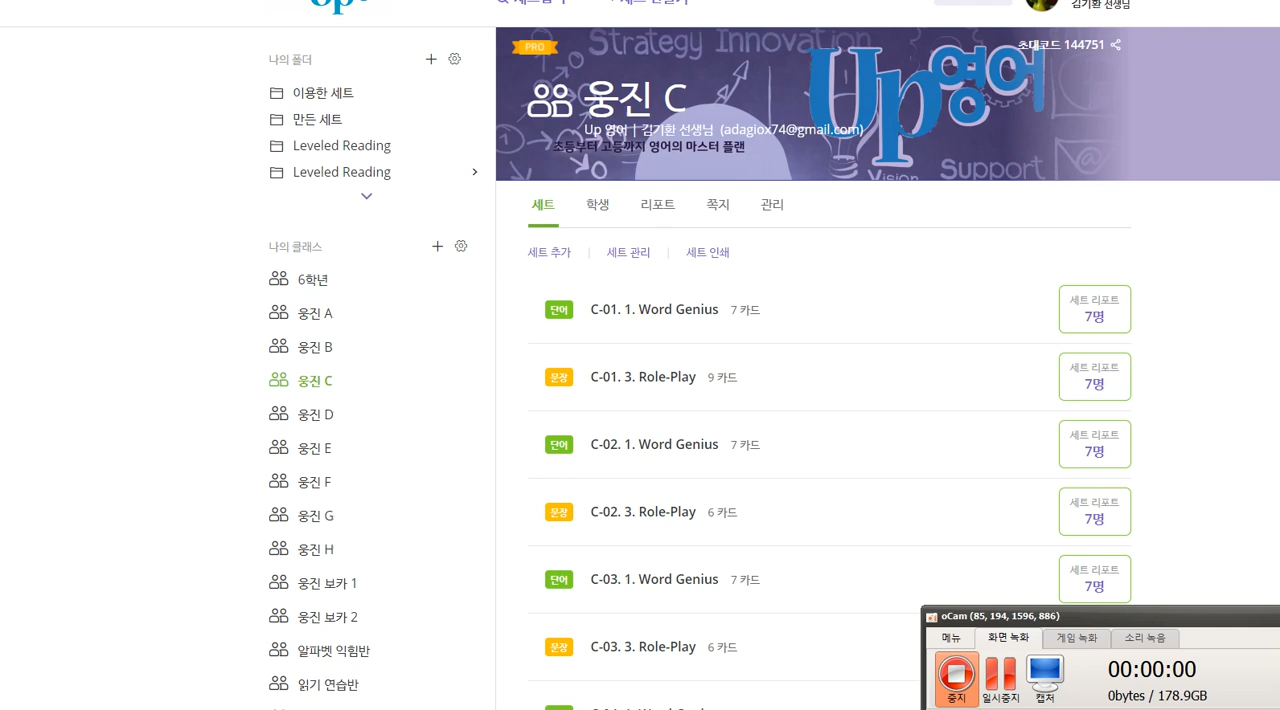 김기환 선생님
나의 폴더
이용한 세트
만든 세트
Leveled Reading
Leveled Reading
나의 클래스
6학년
웅진 A
웅진 B
웅진 C
웅진 D
웅진 E
웅진 F
웅진 G
웅진 H
웅진 보카 1
웅진 보카 2
알파벳 익힘반
읽기 연습반
PRO
Strategy Innovation
초대코드 144751
웅진 C
Up영어
Up 영어 | 김기환 선생님 (adagiox74@gmail.com)
초등부터 고등까지 영어의 마스터 플랜
Vision
Support
세트 학생 리포트 쪽지 관리
세트 추가 | 세트 관리 | 세트 인쇄
단어 C-01. 1. Word Genius 7 카드 세트 리포트
7명
문장 C-01. 3. Role-Play 9 카드 세트 리포트
7명
단어 C-02. 1. Word Genius 7 카드 세트 리포트
7명
문장 C-02. 3. Role-Play 6 카드 세트 리포트
7명
단어 C-03. 1. Word Genius 7 카드 세트 리포트
7명
문장 C-03. 3. Role-Play 6 카드
oCam (85, 194, 1596, 886)
메뉴 화면 녹화 게임 녹화 소리 녹음
중지 일시중지 캡처
00:00:00
0bytes / 178.9GB